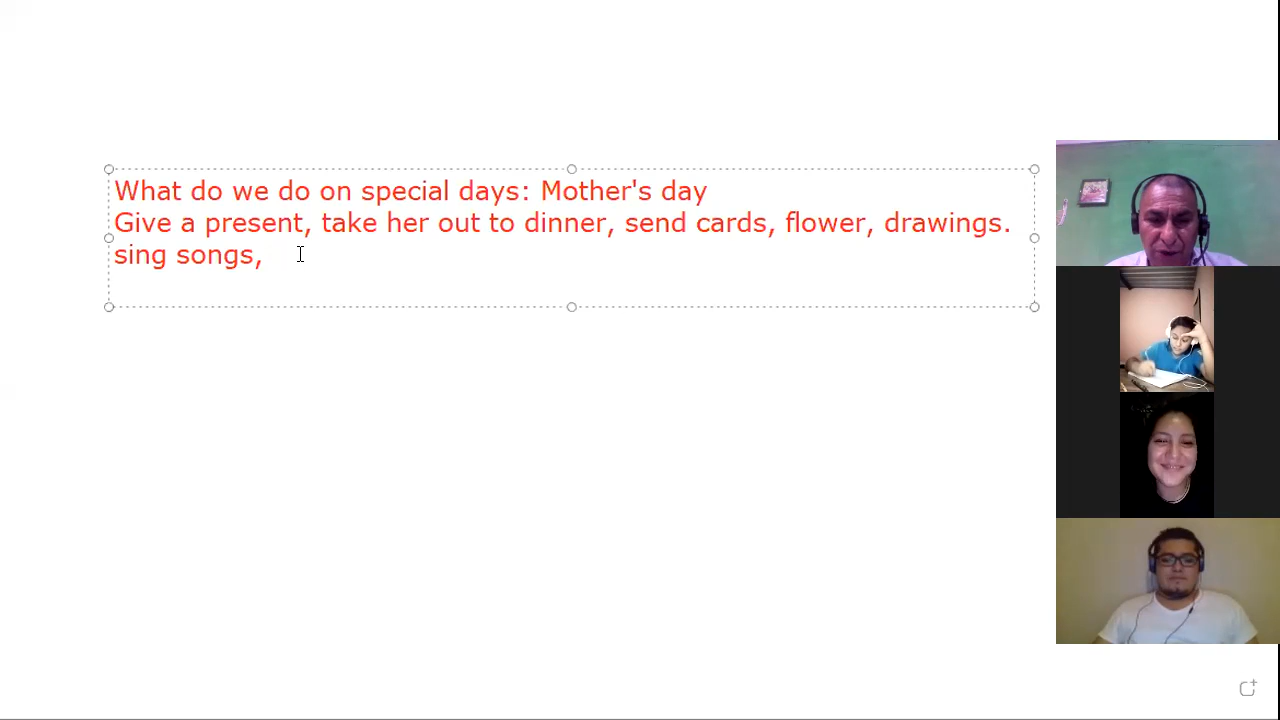 What do we do on special days: Mother's day
Give a present, take her out to dinner, send cards, flower, drawings.
sing songs,